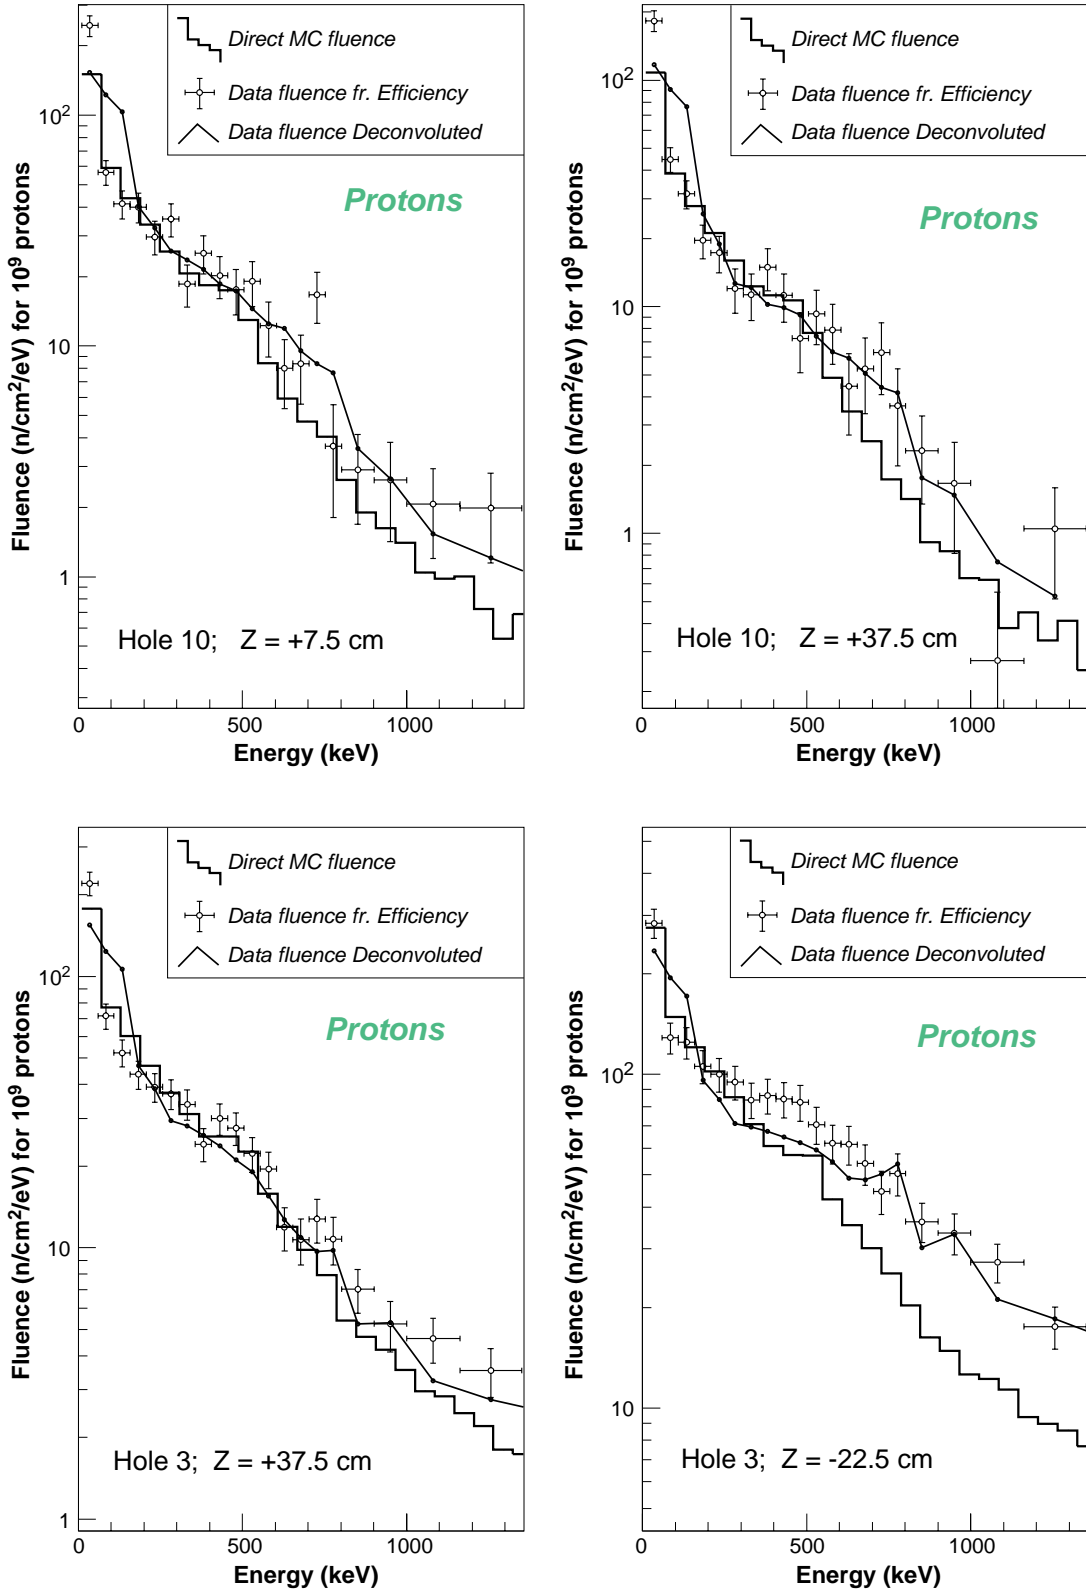 Direct MC fluence
Data fluence fr. Efficiency
Data fluence Deconvoluted
Protons
Hole 10; Z = +7.5 cm
Fluence (n/cm²/eV) for 10⁹ protons
10²
10
1
0 500 1000
Energy (keV)
Direct MC fluence
Data fluence fr. Efficiency
Data fluence Deconvoluted
Protons
Hole 10; Z = +37.5 cm
Fluence (n/cm²/eV) for 10⁹ protons
10²
10
1
0 500 1000
Energy (keV)
Direct MC fluence
Data fluence fr. Efficiency
Data fluence Deconvoluted
Protons
Hole 3; Z = +37.5 cm
Fluence (n/cm²/eV) for 10⁹ protons
10²
10
1
0 500 1000
Energy (keV)
Direct MC fluence
Data fluence fr. Efficiency
Data fluence Deconvoluted
Protons
Hole 3; Z = -22.5 cm
Fluence (n/cm²/eV) for 10⁹ protons
10²
10
0 500 1000
Energy (keV)